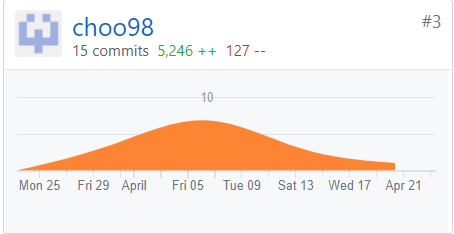 choo98
#3
15 commits 5,246 ++ 127 --
10
Mon 25 Fri 29 April Fri 05 Tue 09 Sat 13 Wed 17 Apr 21